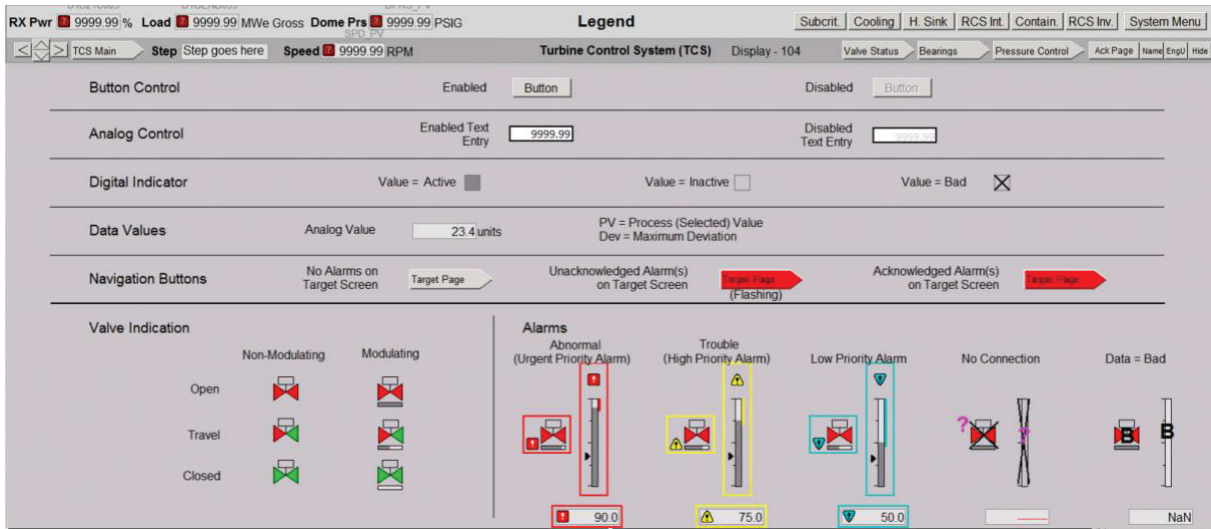 RX Pwr 9999.99 % Load 9999.99 MWe Gross Dome Prs 9999.99 PSIG Legend Subcrit. Cooling H. Sink RCS Int. Contain. RCS Inv. System Menu
SPD_PV
< > TCS Main Step Step goes here Speed 9999.99 RPM Turbine Control System (TCS) Display - 104 Valve Status Bearings Pressure Control Ack Page Name EngU Hide
Button Control Enabled Button Disabled Button
Analog Control Enabled Text Entry 9999.99 Disabled Text Entry 9999.99
Digital Indicator Value = Active Value = Inactive Value = Bad
Data Values Analog Value 23.4 units PV = Process (Selected) Value
Dev = Maximum Deviation
Navigation Buttons No Alarms on Target Screen Target Page Unacknowledged Alarm(s) on Target Screen Target Page (Flashing) Acknowledged Alarm(s) on Target Screen Target Page
Valve Indication
Non-Modulating Modulating
Open
Travel
Closed
Alarms
Abnormal (Urgent Priority Alarm) Trouble (High Priority Alarm) Low Priority Alarm No Connection Data = Bad
? ? B B
90.0 75.0 50.0 NaN